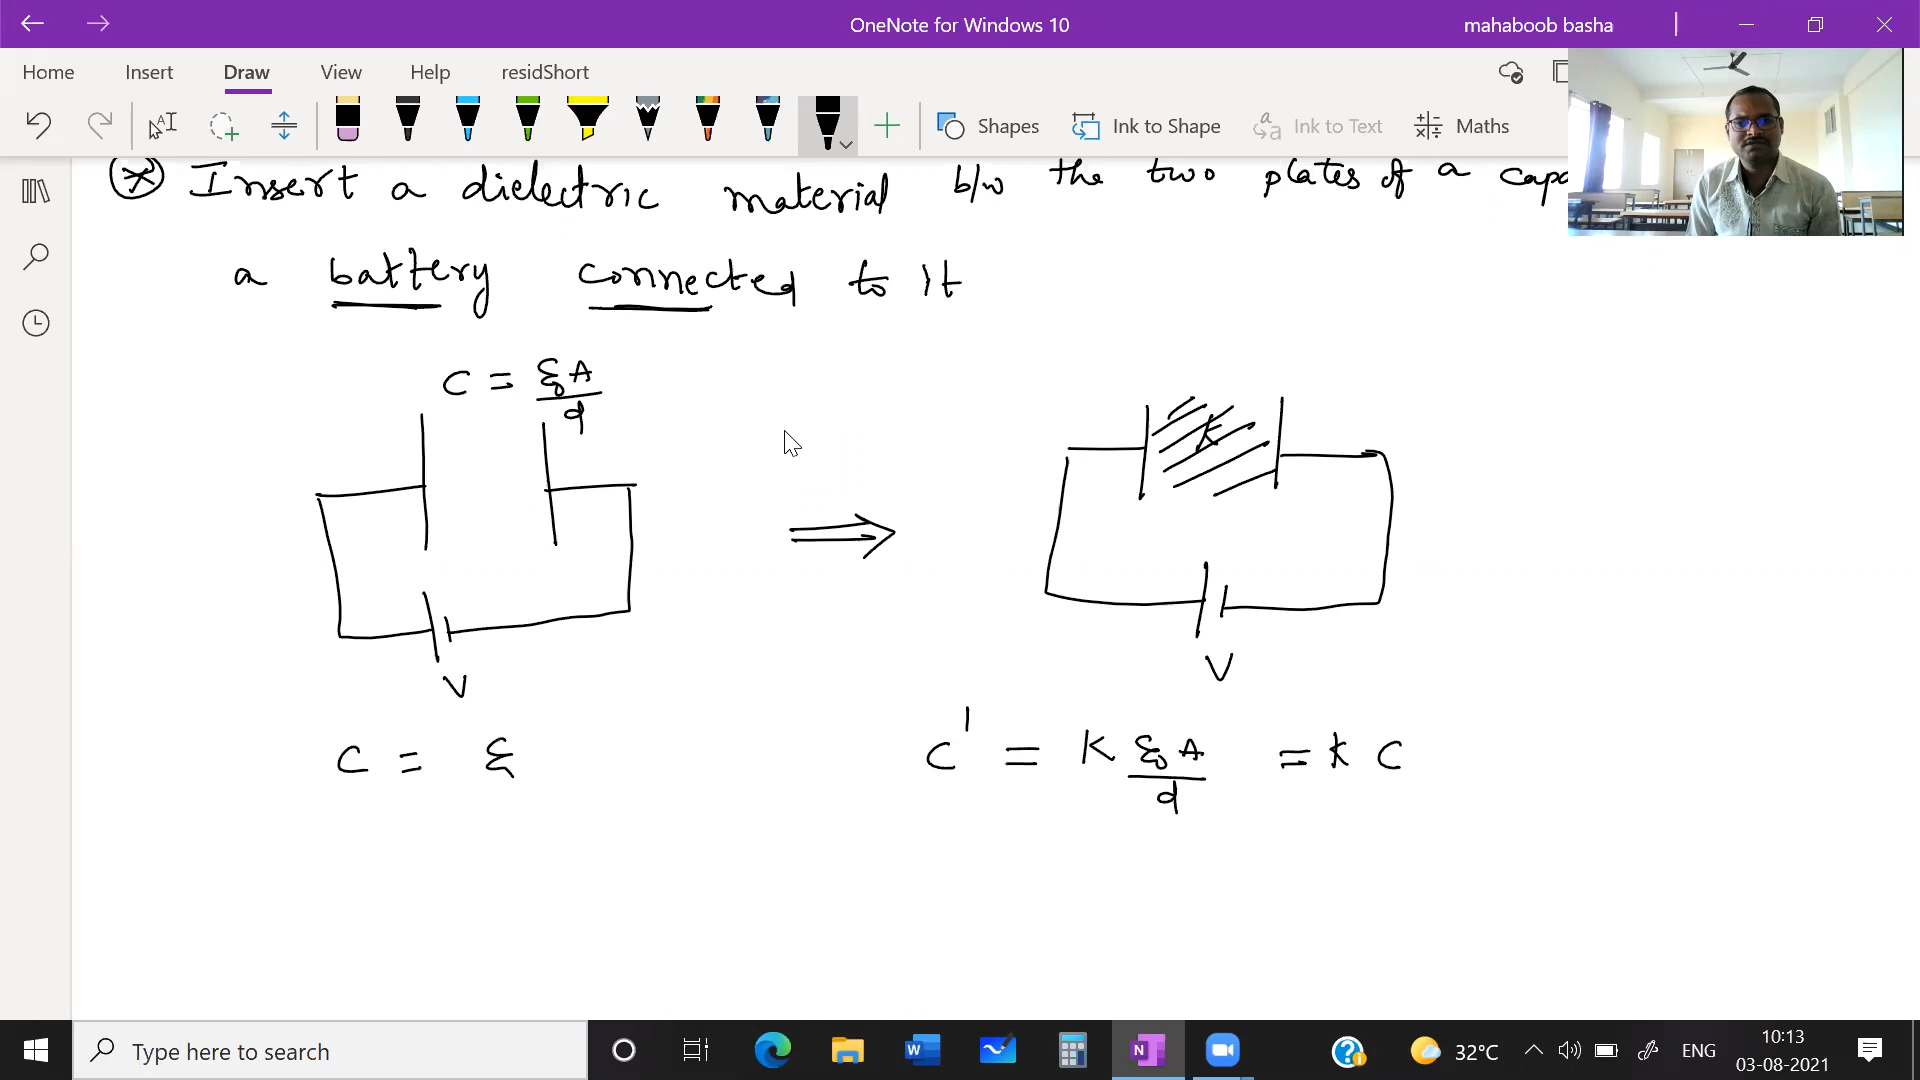 OneNote for Windows 10
mahaboob basha
Home Insert Draw View Help residShort
Shapes Ink to Shape Ink to Text Maths
Insert a dielectric material b/w the two plates of a capa
a battery connected to it
C = ε₀A/d
K
V
V
C = ε
C' = K ε₀A/d = K C
Type here to search
32°C ENG 10:13
03-08-2021